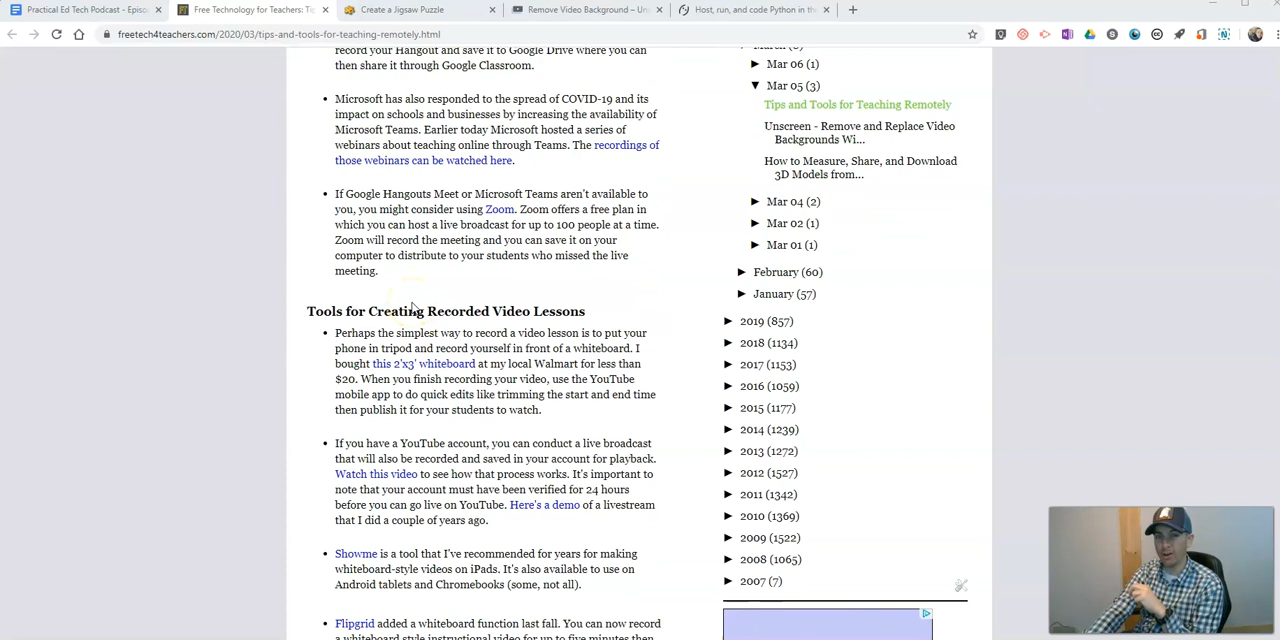 Practical Ed Tech Podcast - Episo
Free Technology for Teachers: Tip
Create a Jigsaw Puzzle
Remove Video Background – Uns
Host, run, and code Python in the
freetech4teachers.com/2020/03/tips-and-tools-for-teaching-remotely.html
record your Hangout and save it to Google Drive where you can
then share it through Google Classroom.
Microsoft has also responded to the spread of COVID-19 and its
impact on schools and businesses by increasing the availability of
Microsoft Teams. Earlier today Microsoft hosted a series of
webinars about teaching online through Teams. The recordings of
those webinars can be watched here.
If Google Hangouts Meet or Microsoft Teams aren't available to
you, you might consider using Zoom. Zoom offers a free plan in
which you can host a live broadcast for up to 100 people at a time.
Zoom will record the meeting and you can save it on your
computer to distribute to your students who missed the live
meeting.
Tools for Creating Recorded Video Lessons
Perhaps the simplest way to record a video lesson is to put your
phone in tripod and record yourself in front of a whiteboard. I
bought this 2'x3' whiteboard at my local Walmart for less than
$20. When you finish recording your video, use the YouTube
mobile app to do quick edits like trimming the start and end time
then publish it for your students to watch.
If you have a YouTube account, you can conduct a live broadcast
that will also be recorded and saved in your account for playback.
Watch this video to see how that process works. It's important to
note that your account must have been verified for 24 hours
before you can go live on YouTube. Here's a demo of a livestream
that I did a couple of years ago.
Showme is a tool that I've recommended for years for making
whiteboard-style videos on iPads. It's also available to use on
Android tablets and Chromebooks (some, not all).
Flipgrid added a whiteboard function last fall. You can now record
a whiteboard style instructional video for up to five minutes then
Mar 06 (1)
Mar 05 (3)
Tips and Tools for Teaching Remotely
Unscreen - Remove and Replace Video
Backgrounds Wi...
How to Measure, Share, and Download
3D Models from...
Mar 04 (2)
Mar 02 (1)
Mar 01 (1)
February (60)
January (57)
2019 (857)
2018 (1134)
2017 (1153)
2016 (1059)
2015 (1177)
2014 (1239)
2013 (1272)
2012 (1527)
2011 (1342)
2010 (1369)
2009 (1522)
2008 (1065)
2007 (7)